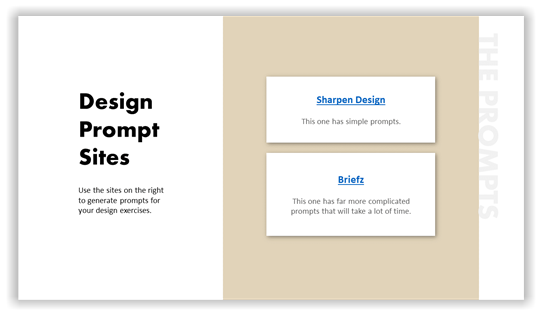 Design
Prompt
Sites
Use the sites on the right
to generate prompts for
your design exercises.
Sharpen Design
This one has simple prompts.
Briefz
This one has far more complicated
prompts that will take a lot of time.
THE PROMPTS